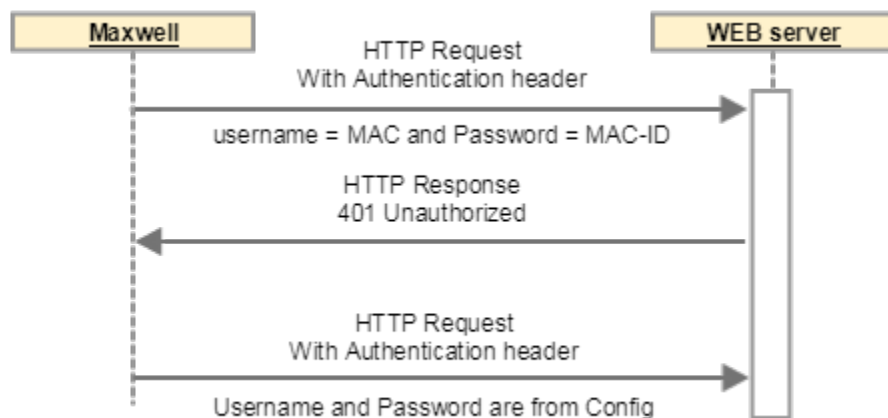 Maxwell
WEB server
HTTP Request
With Authentication header
username = MAC and Password = MAC-ID
HTTP Response
401 Unauthorized
HTTP Request
With Authentication header
Username and Password are from Config